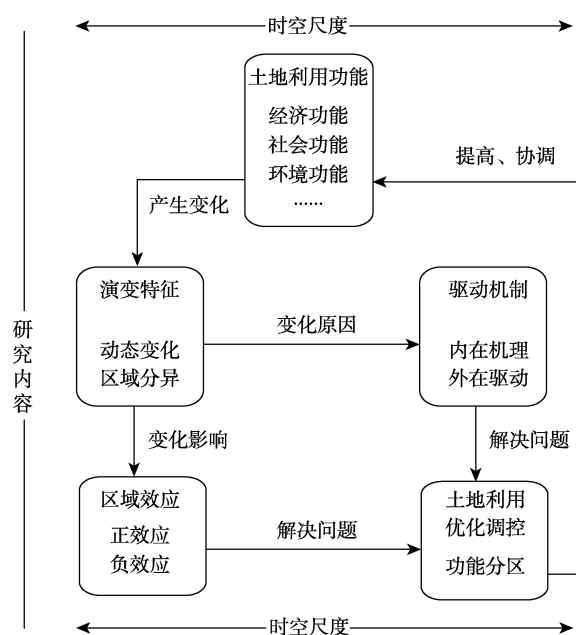 时空尺度
土地利用功能
经济功能
社会功能
环境功能
……
提高、协调
产生变化
演变特征
动态变化
区域分异
变化原因
驱动机制
内在机理
外在驱动
研究内容
变化影响
解决问题
区域效应
正效应
负效应
解决问题
土地利用
优化调控
功能分区
时空尺度